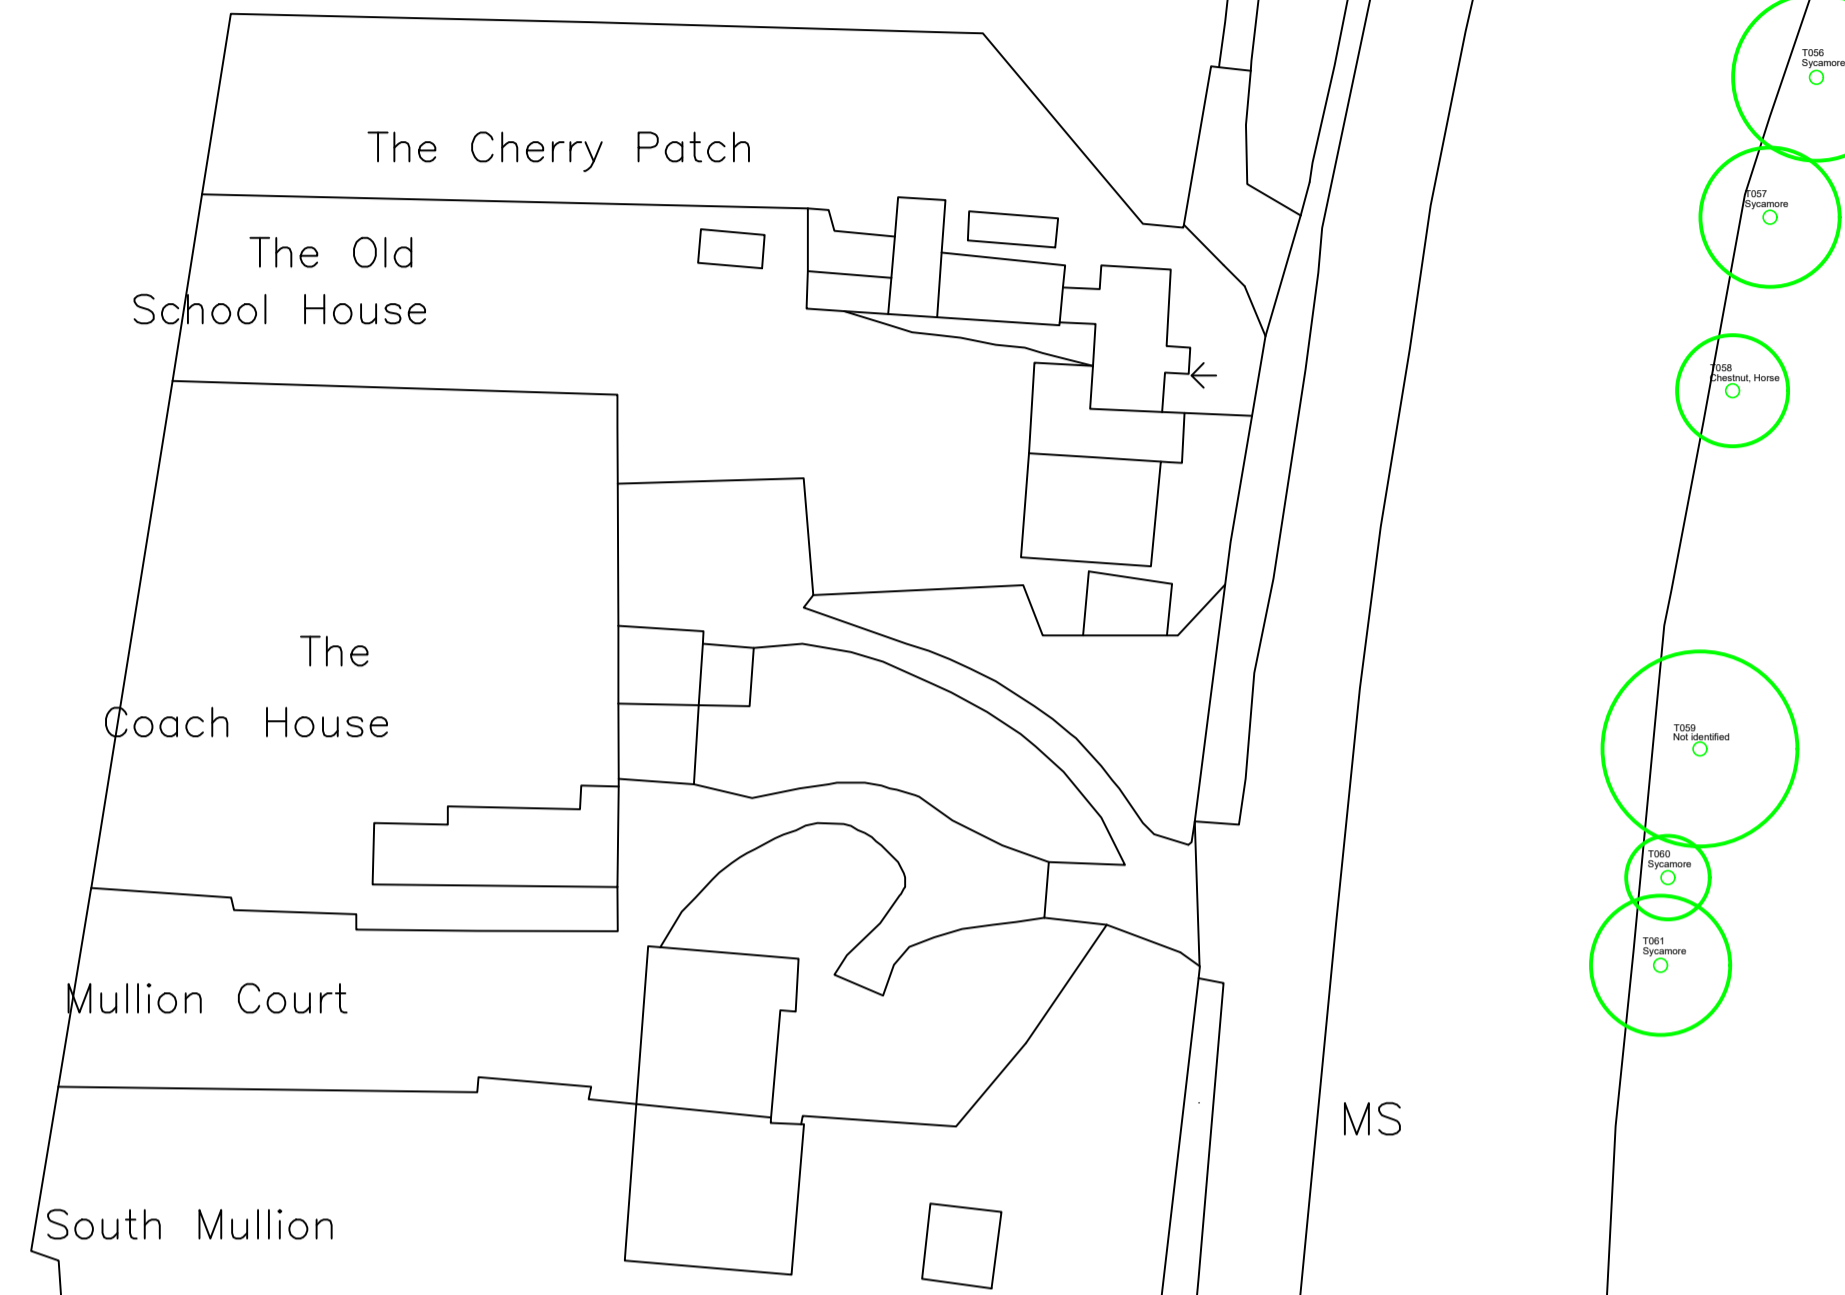 The Cherry Patch
The Old
School House
The
Coach House
Mullion Court
South Mullion
MS
T056
Sycamore
T057
Sycamore
T058
Chestnut, Horse
T059
Not identified
T060
Sycamore
T061
Sycamore